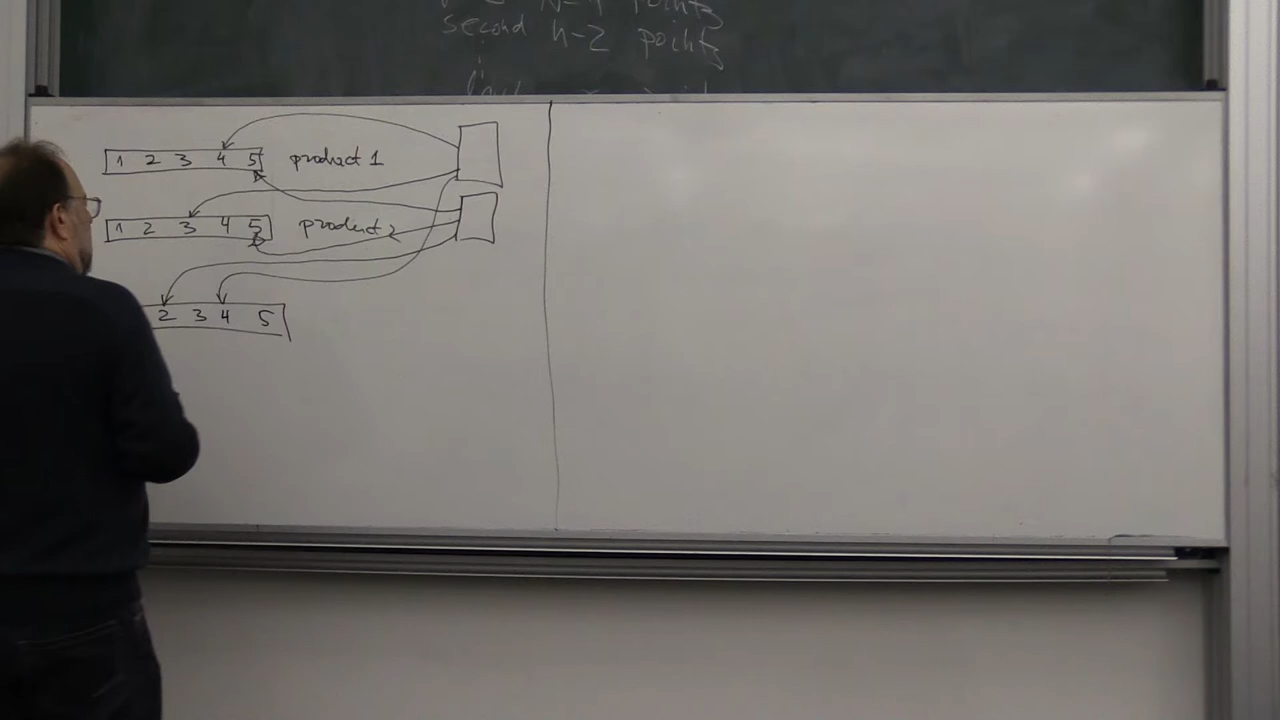 second n-2 points
1 2 3 4 5 product 1
1 2 3 4 5 product 2
2 3 4 5